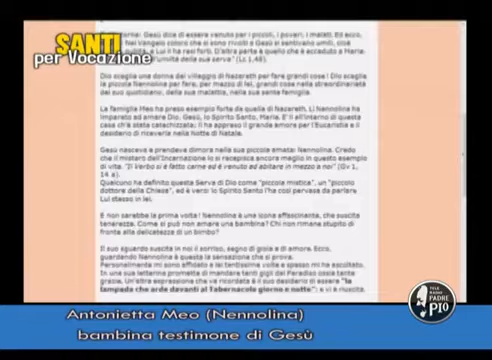 SANTI
per Vocazione
Gesù dice di essere venuto per i piccoli, i poveri, i malati. Ed ecco,
Nel Vangelo coloro che si sono rivolti a Gesù si sentivano umili, cioè
e Lui li ha resi forti. D'altra parte è quello che è accaduto a Maria:
l'umiltà della sua serva" (Lc 1,48).
Dio sceglie una donna del villaggio di Nazareth per fare grandi cose! Dio sceglie
la piccola Nennolina per fare, per mezzo di lei, grandi cose nella straordinarietà
del suo quotidiano, della sua malattia, nella sua santa famiglia.
La famiglia Meo ha preso esempio forte da quella di Nazareth. Lì Nennolina ha
imparato ad amare Dio, Gesù, lo Spirito Santo, Maria. E' lì all'interno di questa
casa ch'è stata catechizzata; lì ha appreso il grande amore per l'Eucaristia e il
desiderio di riceverla nella Notte di Natale.
Gesù nasceva e prendeva dimora nella sua piccola amata: Nennolina. Credo
che il mistero dell'Incarnazione lo si recepisca ancora meglio in questo esempio
di vita. "Il Verbo si è fatto carne ed è venuto ad abitare in mezzo a noi" (Gv 1,
14 a).
Qualcuno ha definito questa Serva di Dio come "piccola mistica", un "piccolo
dottore della Chiesa", ed è vero: lo Spirito Santo l'ha così pervasa da parlare
Lui stesso in lei.
E non sarebbe la prima volta! Nennolina è una icona affascinante, che suscita
tenerezza. Come si può non amare una bambina? Chi non rimane stupito di
fronte alla delicatezza di un bimbo?
Il suo sguardo suscita in noi il sorriso, segno di gioia e di amore. Ecco,
guardando Nennolina è questa la sensazione che si prova.
Personalmente mi sono affidato a lei tantissime volte e spesso mi ha ascoltato.
In una sua letterina prometta di mandare tanti gigli dal Paradiso ossia tante
grazie. Un'altra espressione che va ricordata è il suo desiderio di essere "la
lampada che arde davanti al Tabernacolo giorno e notte": e vi è riuscita.
TELE
RADIO
PADRE
PIO
Antonietta Meo (Nennolina)
bambina testimone di Gesù